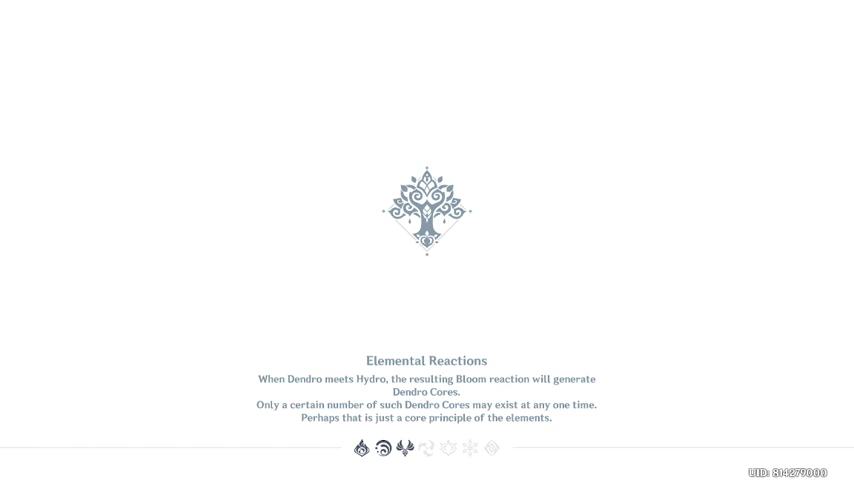 Elemental Reactions
When Dendro meets Hydro, the resulting Bloom reaction will generate
Dendro Cores.
Only a certain number of such Dendro Cores may exist at any one time.
Perhaps that is just a core principle of the elements.
UID: 814279000